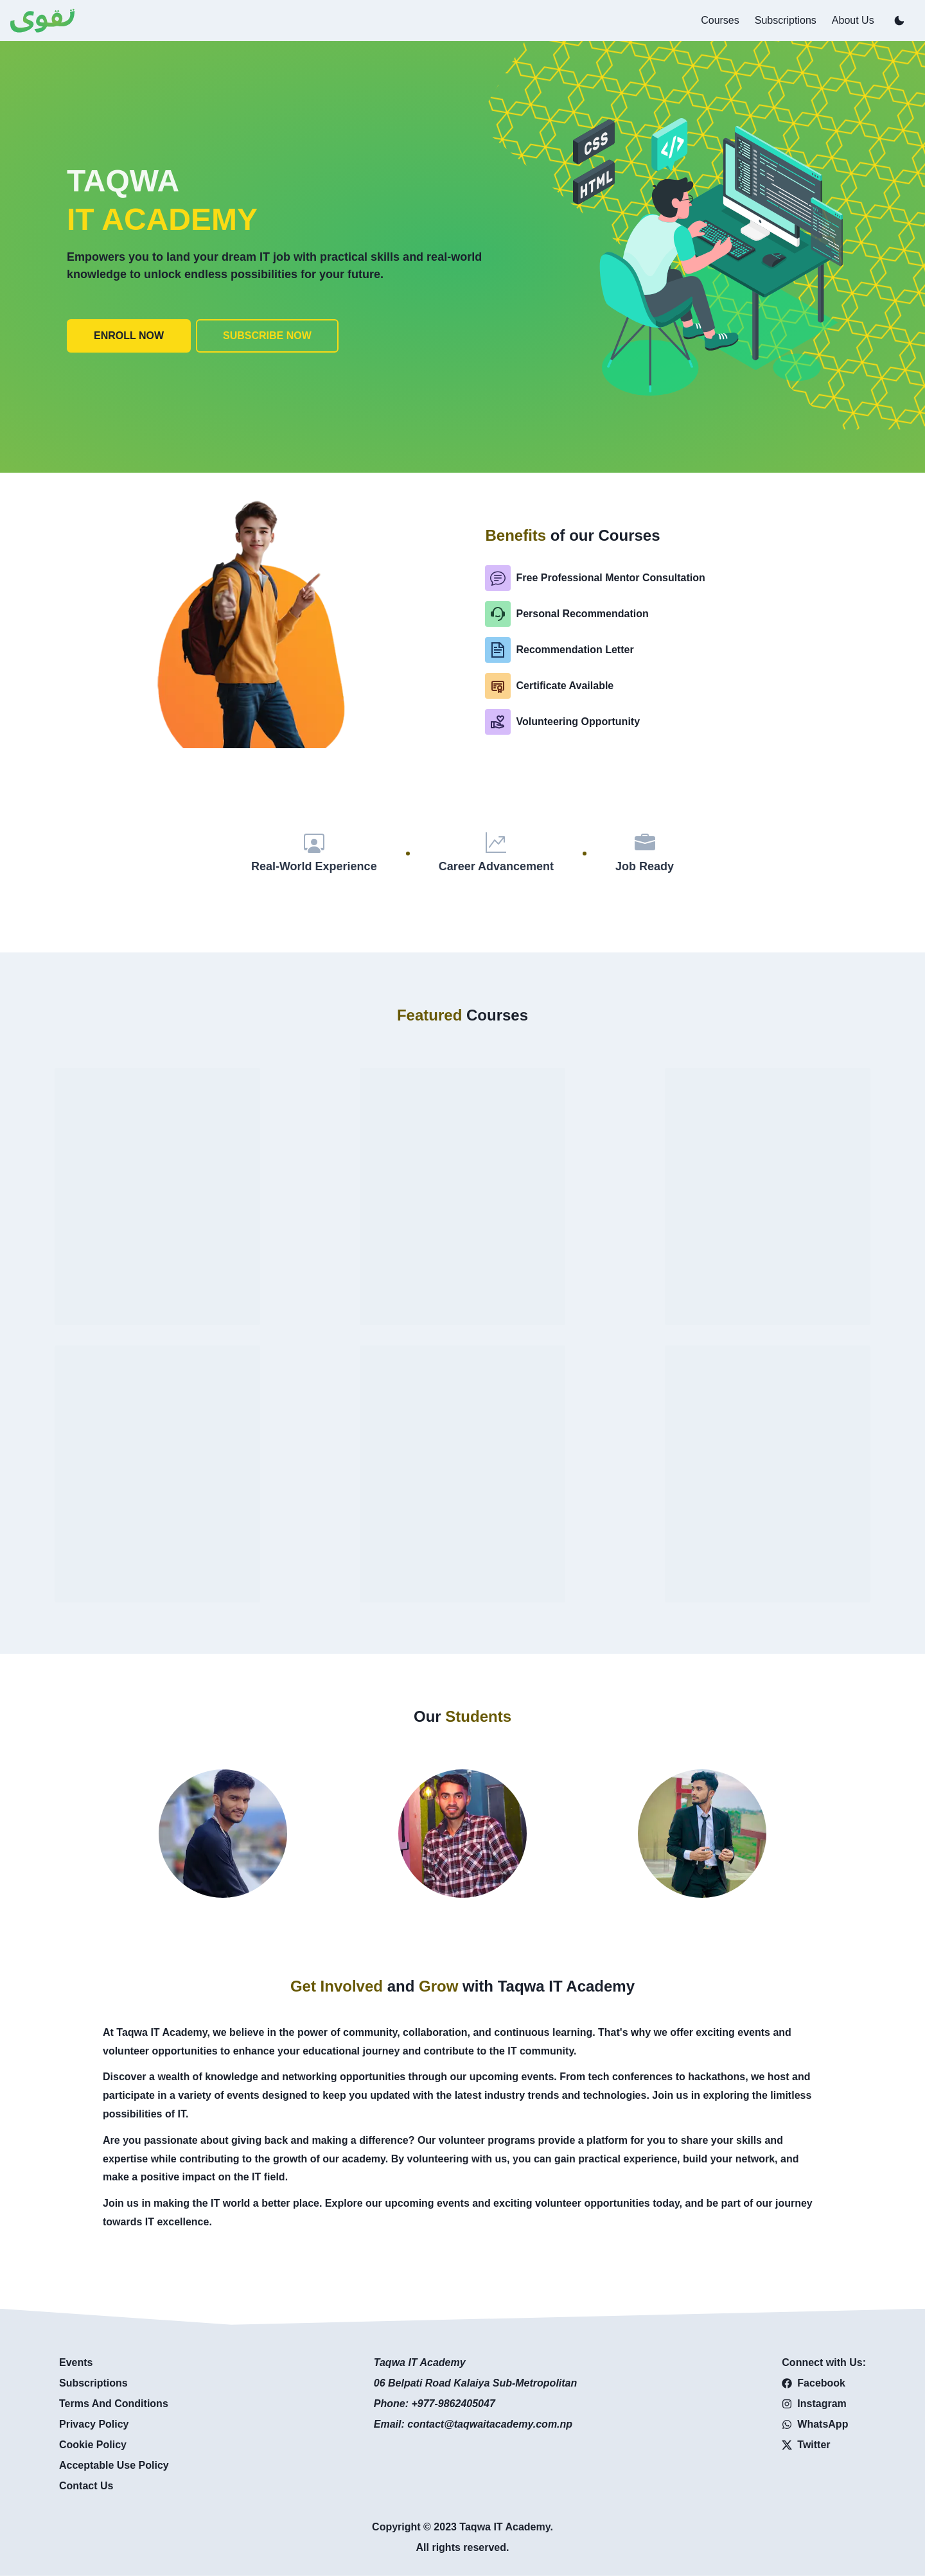 تقوى
Courses
Subscriptions
About Us
TAQWA
IT ACADEMY
Empowers you to land your dream IT job with practical skills and real-world
knowledge to unlock endless possibilities for your future.
ENROLL NOW
SUBSCRIBE NOW
CSS
</>
HTML
Benefits of our Courses
Free Professional Mentor Consultation
Personal Recommendation
Recommendation Letter
Certificate Available
Volunteering Opportunity
Real-World Experience
Career Advancement
Job Ready
Featured Courses
Our Students
Get Involved and Grow with Taqwa IT Academy
At Taqwa IT Academy, we believe in the power of community, collaboration, and continuous learning. That's why we offer exciting events and
volunteer opportunities to enhance your educational journey and contribute to the IT community.
Discover a wealth of knowledge and networking opportunities through our upcoming events. From tech conferences to hackathons, we host and
participate in a variety of events designed to keep you updated with the latest industry trends and technologies. Join us in exploring the limitless
possibilities of IT.
Are you passionate about giving back and making a difference? Our volunteer programs provide a platform for you to share your skills and
expertise while contributing to the growth of our academy. By volunteering with us, you can gain practical experience, build your network, and
make a positive impact on the IT field.
Join us in making the IT world a better place. Explore our upcoming events and exciting volunteer opportunities today, and be part of our journey
towards IT excellence.
Events
Subscriptions
Terms And Conditions
Privacy Policy
Cookie Policy
Acceptable Use Policy
Contact Us
Taqwa IT Academy
06 Belpati Road Kalaiya Sub-Metropolitan
Phone: +977-9862405047
Email: contact@taqwaitacademy.com.np
Connect with Us:
Facebook
Instagram
WhatsApp
Twitter
Copyright © 2023 Taqwa IT Academy.
All rights reserved.